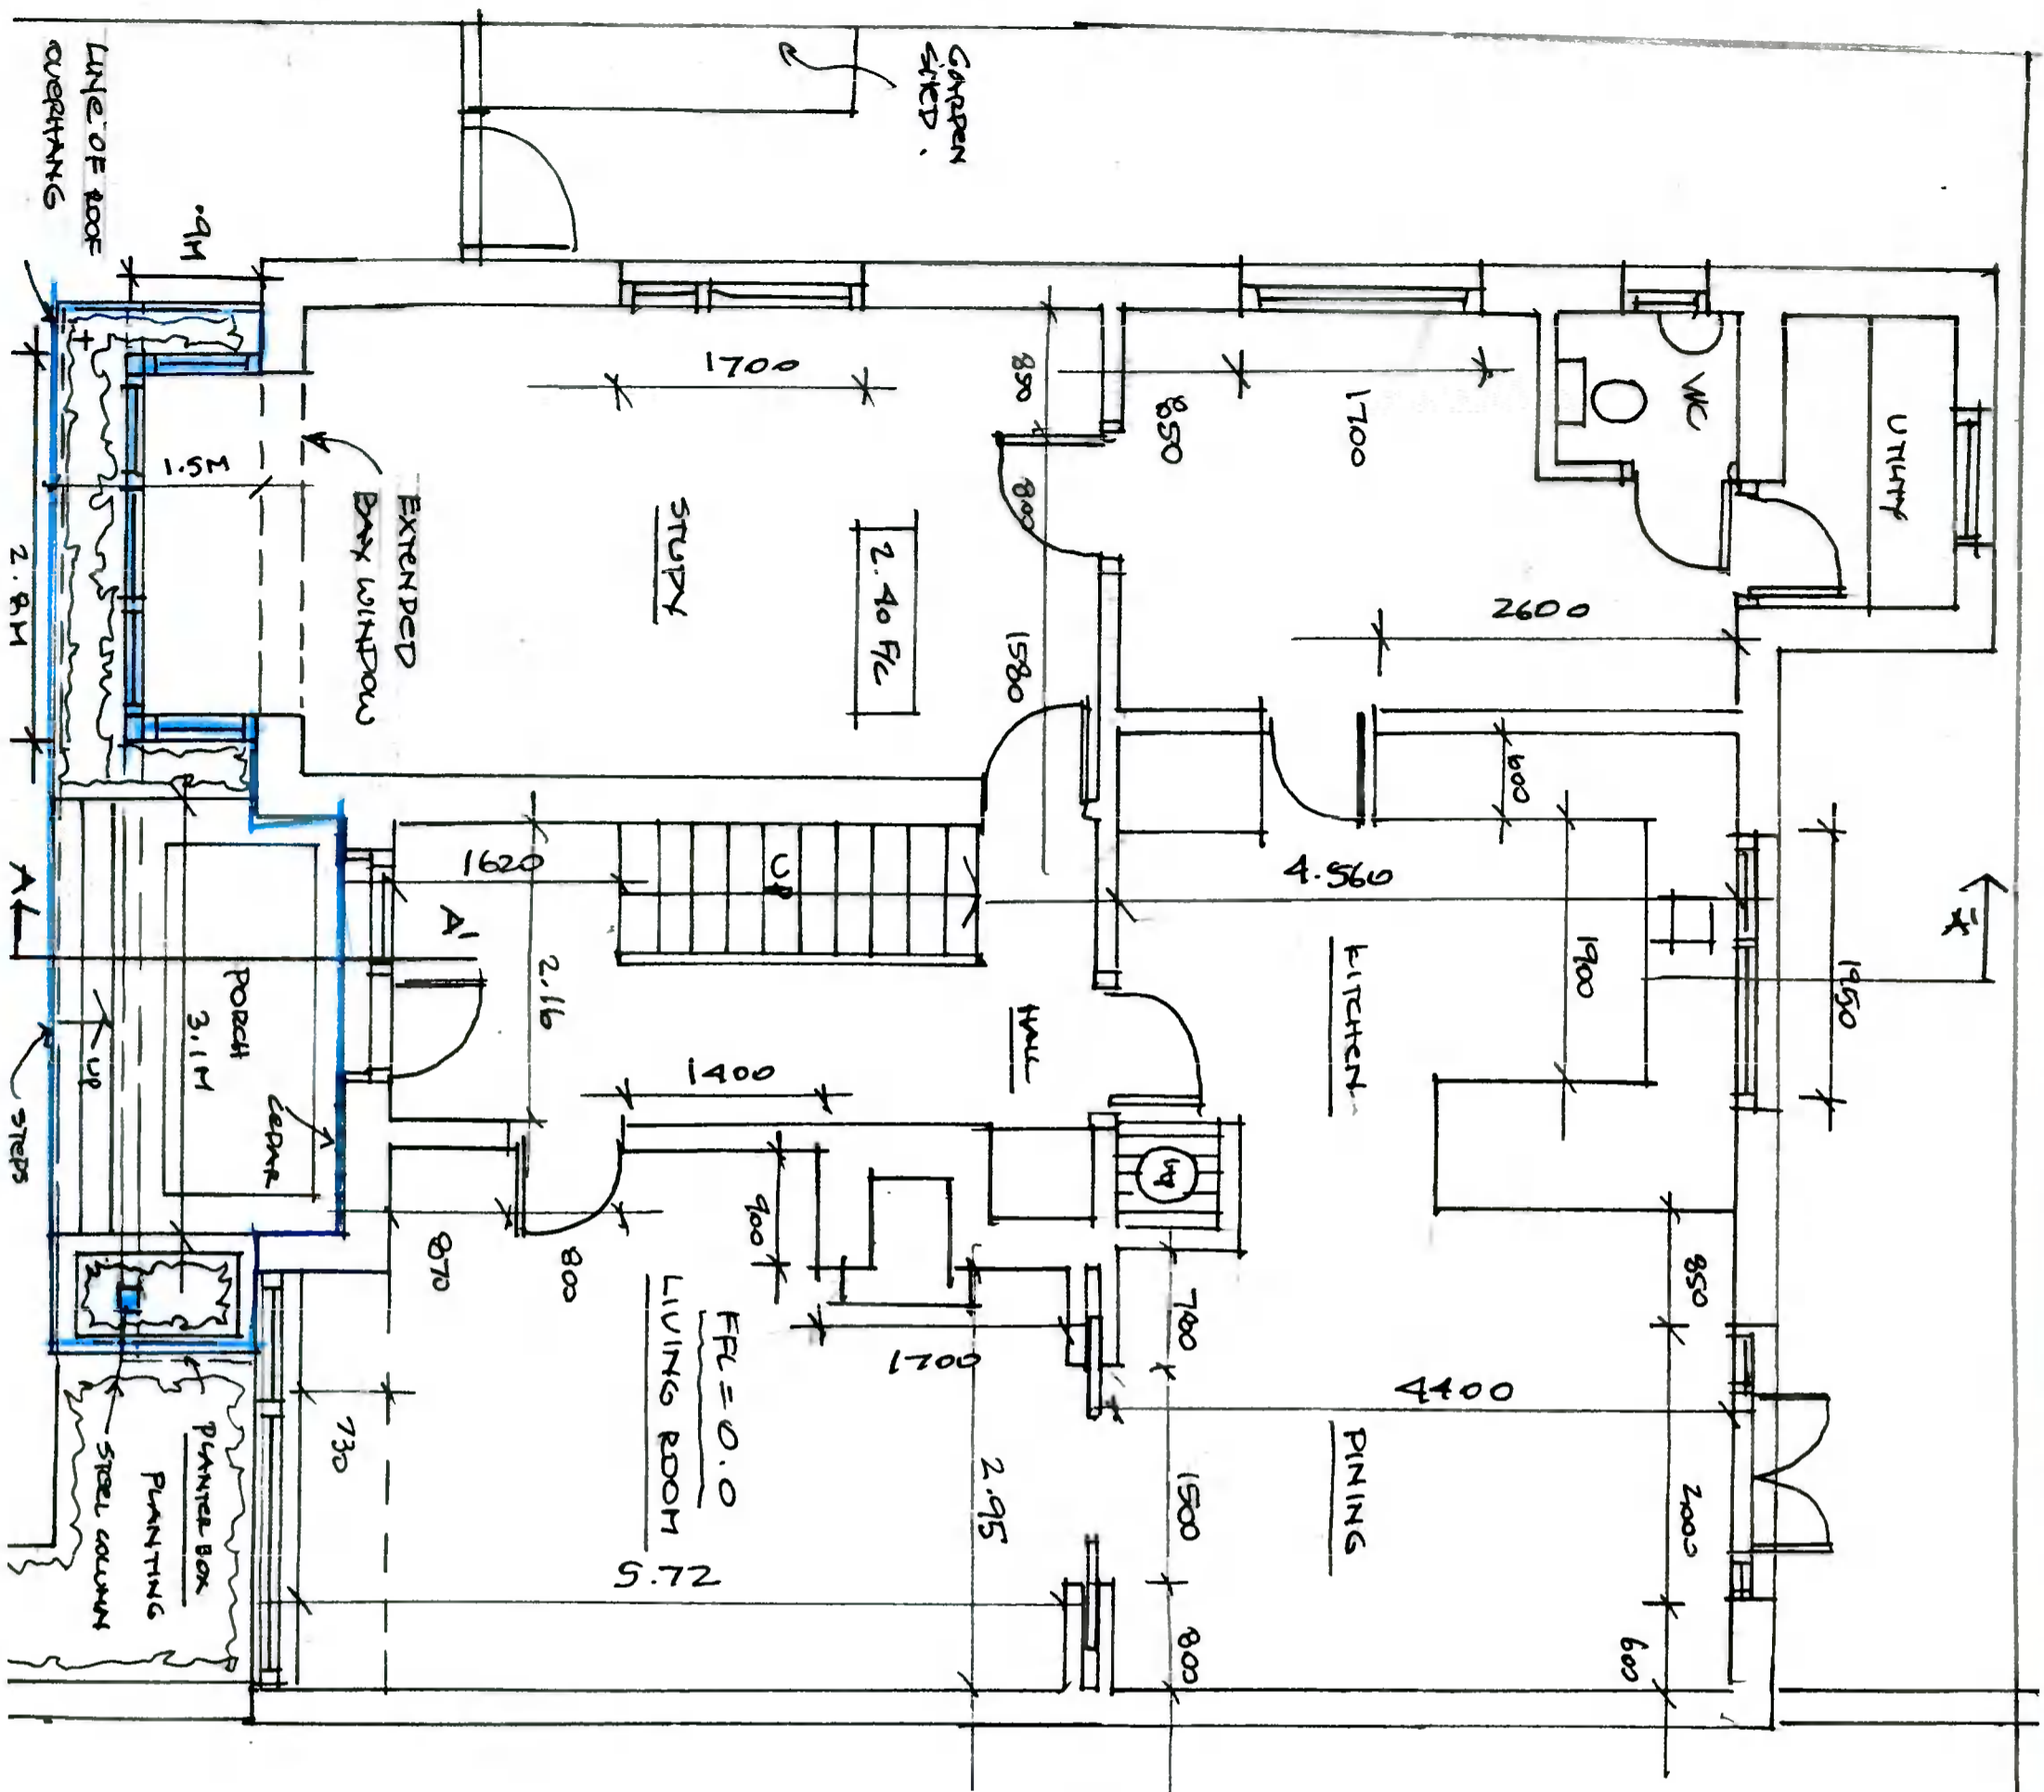 GARDEN
SHED.
LINE OF ROOF
OVERHANG
.9M
1.5M
2.8M
EXTENDED
BAY WINDOW
STUDY
1700
2.40 F/C
850
800
1580
850
1700
WC
UTILITY
2600
600
4.560
1900
1950
KITCHEN
HALL
1620
2.16
1400
A
A'
PORCH
3.1M
UP
STEPS
CEDAR
870
800
900
LIVING ROOM
FFL = 0.0
1700
2.95
5.72
730
700
1500
800
DINING
4400
850
2000
600
PLANTER BOX
PLANTING
STEEL COLUMN